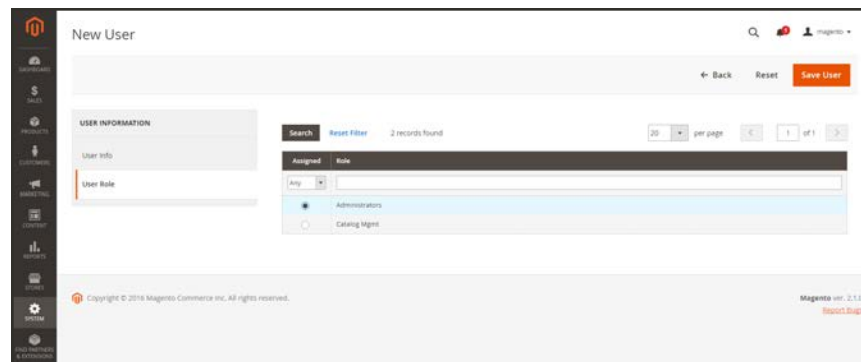 New User
magento
Back
Reset
Save User
DASHBOARD
SALES
PRODUCTS
CUSTOMERS
MARKETING
CONTENT
REPORTS
STORES
SYSTEM
FIND PARTNERS
& EXTENSIONS
USER INFORMATION
User Info
User Role
Search Reset Filter 2 records found 20 per page 1 of 1
Assigned Role
Any
Administrators
Catalog Mgmt
Copyright © 2016 Magento Commerce Inc. All rights reserved.
Magento ver. 2.1.
Report Bugs